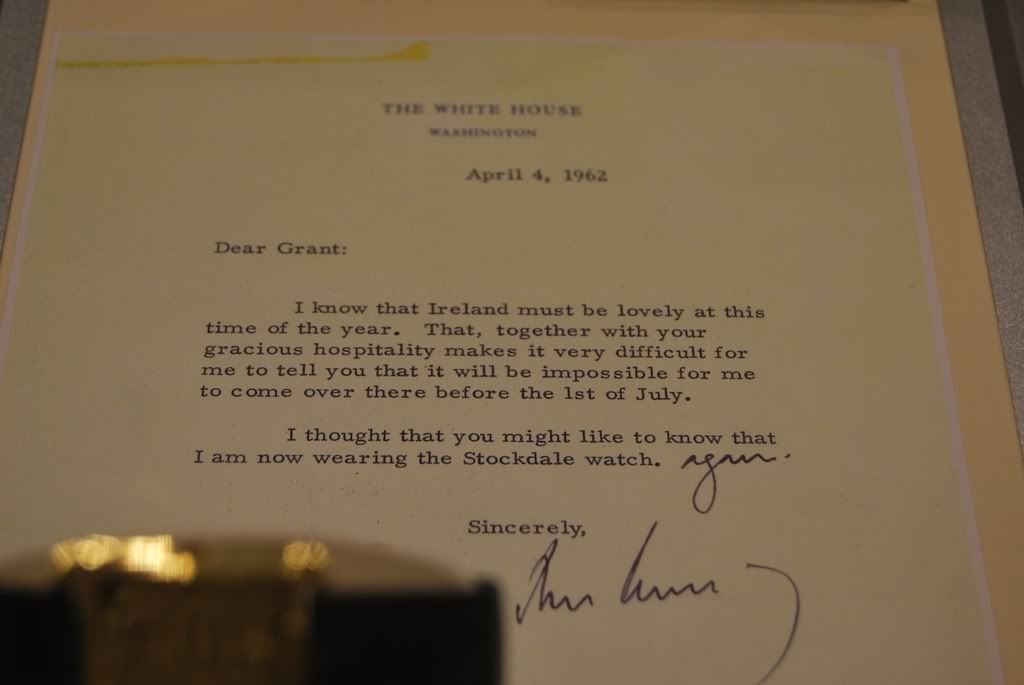 THE WHITE HOUSE
WASHINGTON
April 4, 1962
Dear Grant:
I know that Ireland must be lovely at this
time of the year. That, together with your
gracious hospitality makes it very difficult for
me to tell you that it will be impossible for me
to come over there before the 1st of July.
I thought that you might like to know that
I am now wearing the Stockdale watch. again.
Sincerely,